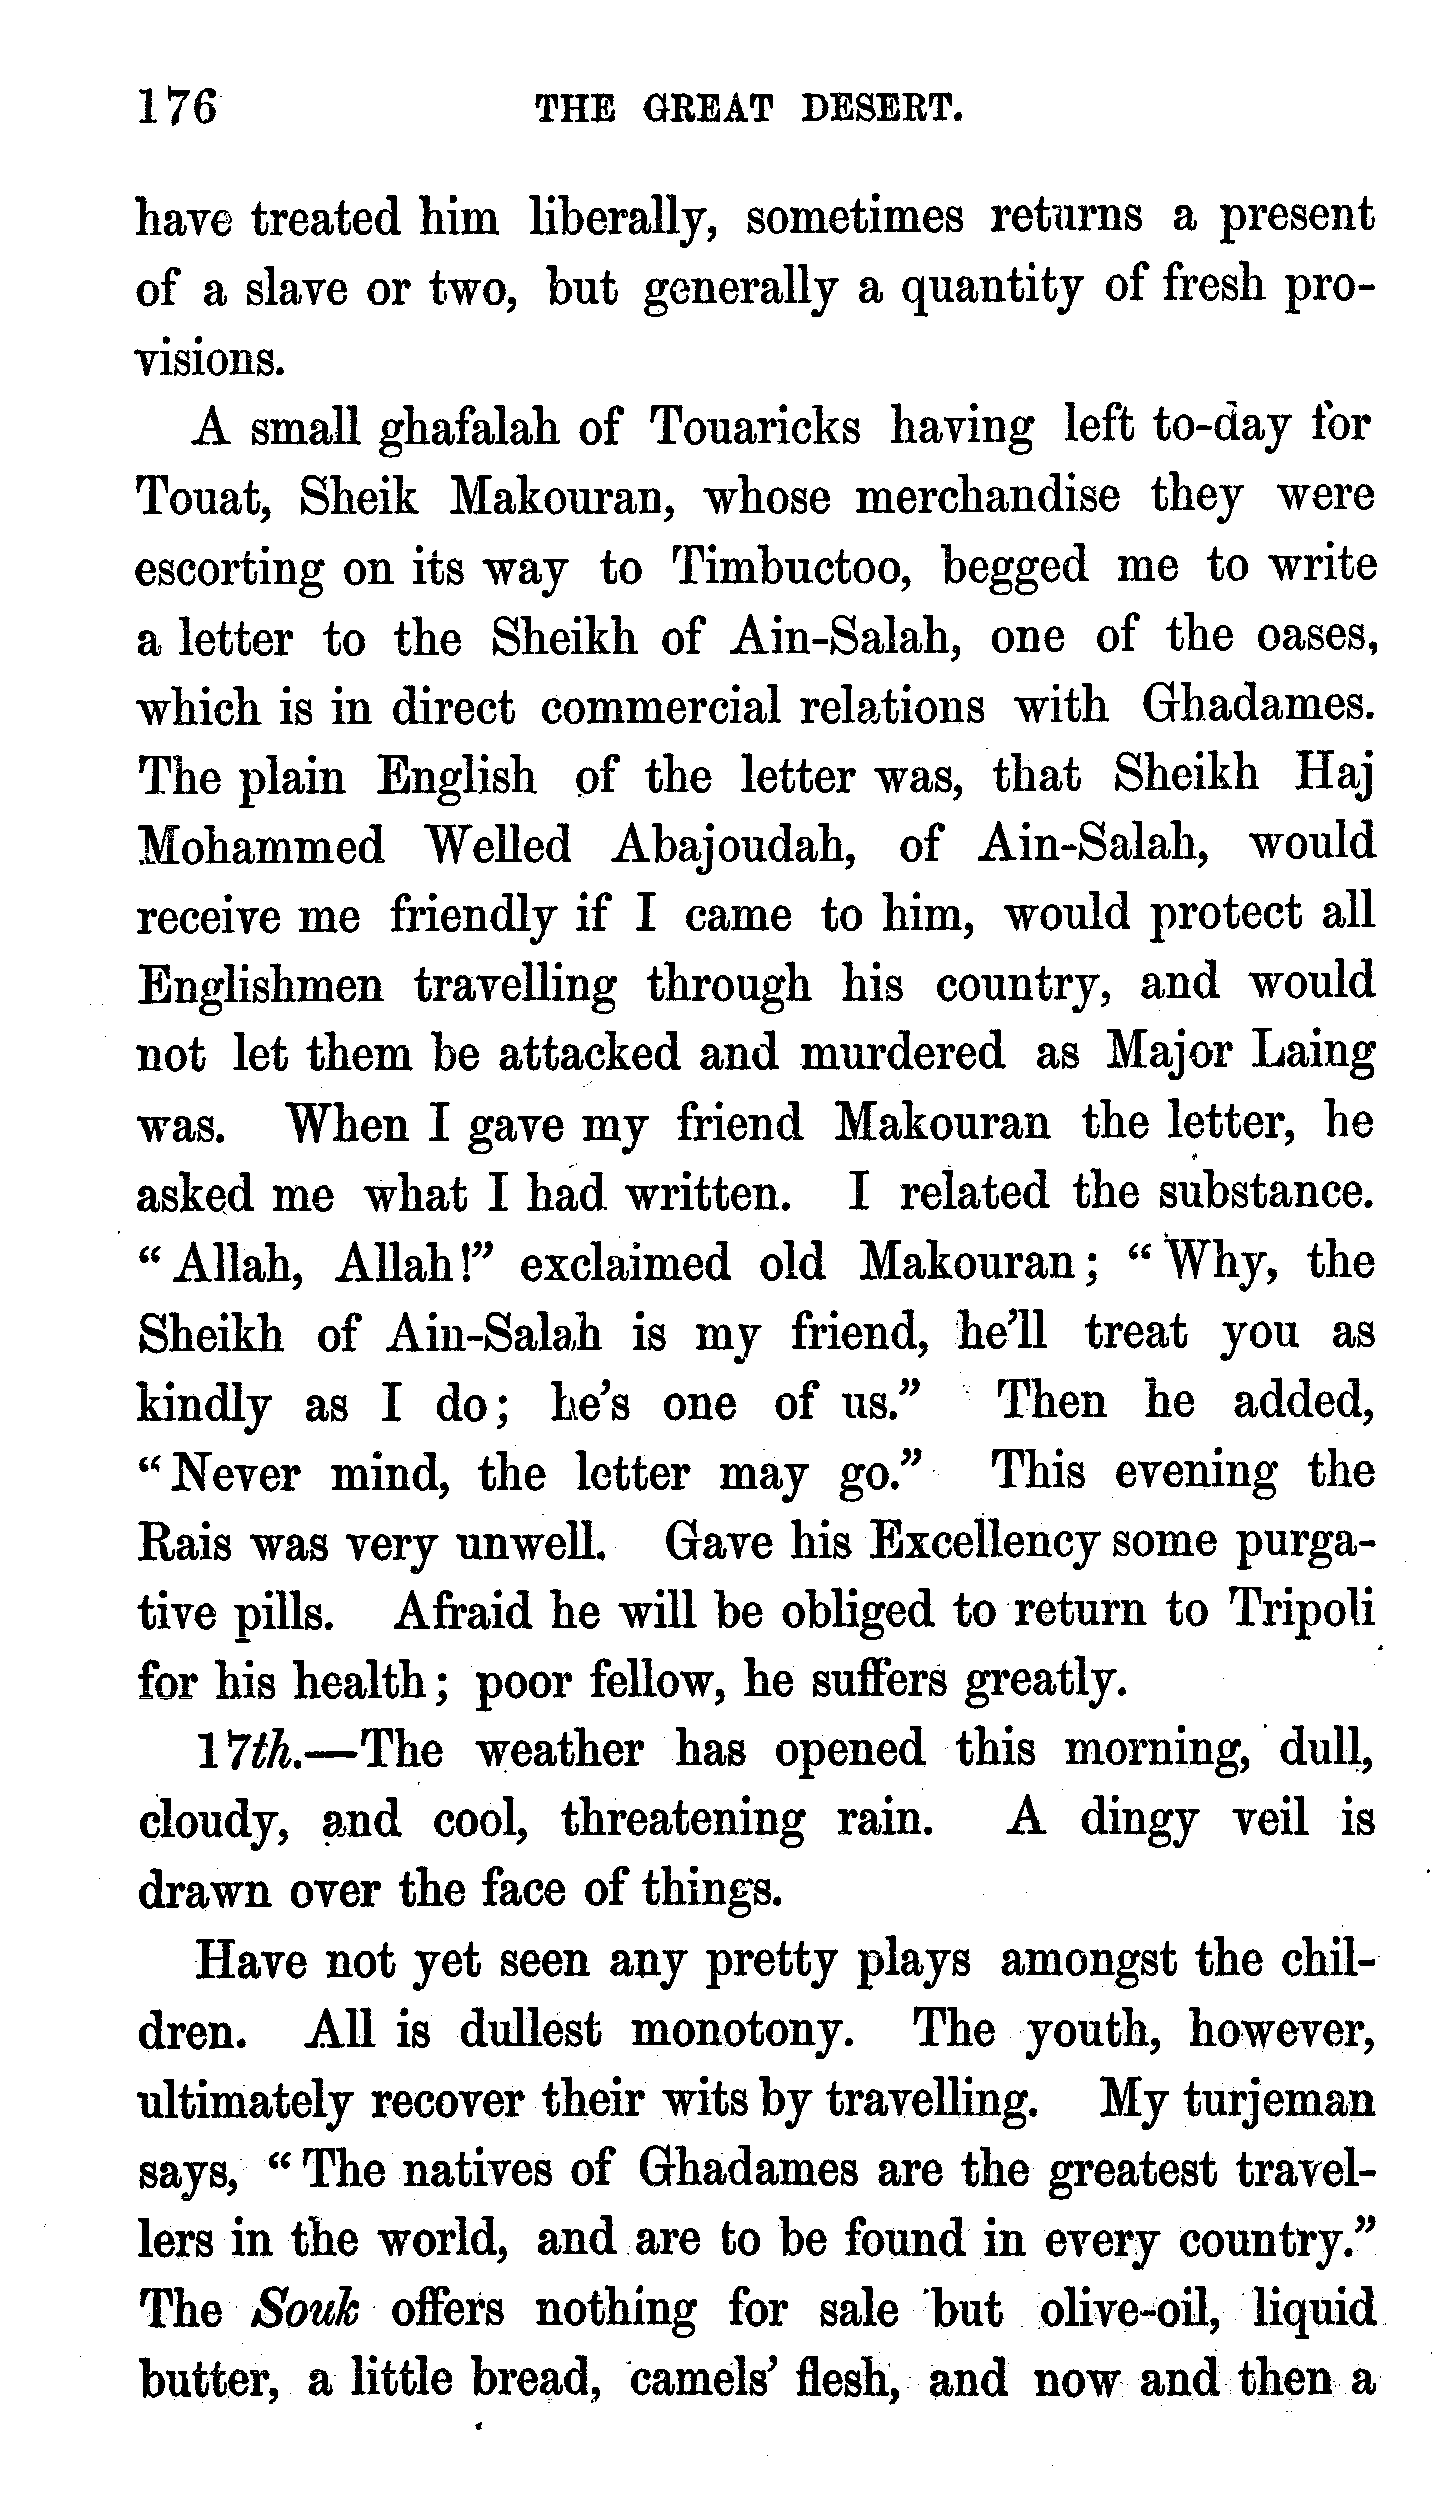 176 THE GREAT DESERT.
have treated him liberally, sometimes returns a present
of a slave or two, but generally a quantity of fresh pro-
visions.
A small ghafalah of Touaricks having left to-day for
Touat, Sheik Makouran, whose merchandise they were
escorting on its way to Timbuctoo, begged me to write
a letter to the Sheikh of Ain-Salah, one of the oases,
which is in direct commercial relations with Ghadames.
The plain English of the letter was, that Sheikh Haj
Mohammed Welled Abajoudah, of Ain-Salah, would
receive me friendly if I came to him, would protect all
Englishmen travelling through his country, and would
not let them be attacked and murdered as Major Laing
was. When I gave my friend Makouran the letter, he
asked me what I had written. I related the substance.
“Allah, Allah!” exclaimed old Makouran; “Why, the
Sheikh of Ain-Salah is my friend, he’ll treat you as
kindly as I do; he’s one of us.” Then he added,
“Never mind, the letter may go.” This evening the
Rais was very unwell. Gave his Excellency some purga-
tive pills. Afraid he will be obliged to return to Tripoli
for his health; poor fellow, he suffers greatly.
17th.—The weather has opened this morning, dull,
cloudy, and cool, threatening rain. A dingy veil is
drawn over the face of things.
Have not yet seen any pretty plays amongst the chil-
dren. All is dullest monotony. The youth, however,
ultimately recover their wits by travelling. My turjeman
says, “The natives of Ghadames are the greatest travel-
lers in the world, and are to be found in every country.”
The Souk offers nothing for sale but olive-oil, liquid
butter, a little bread, camels’ flesh, and now and then a